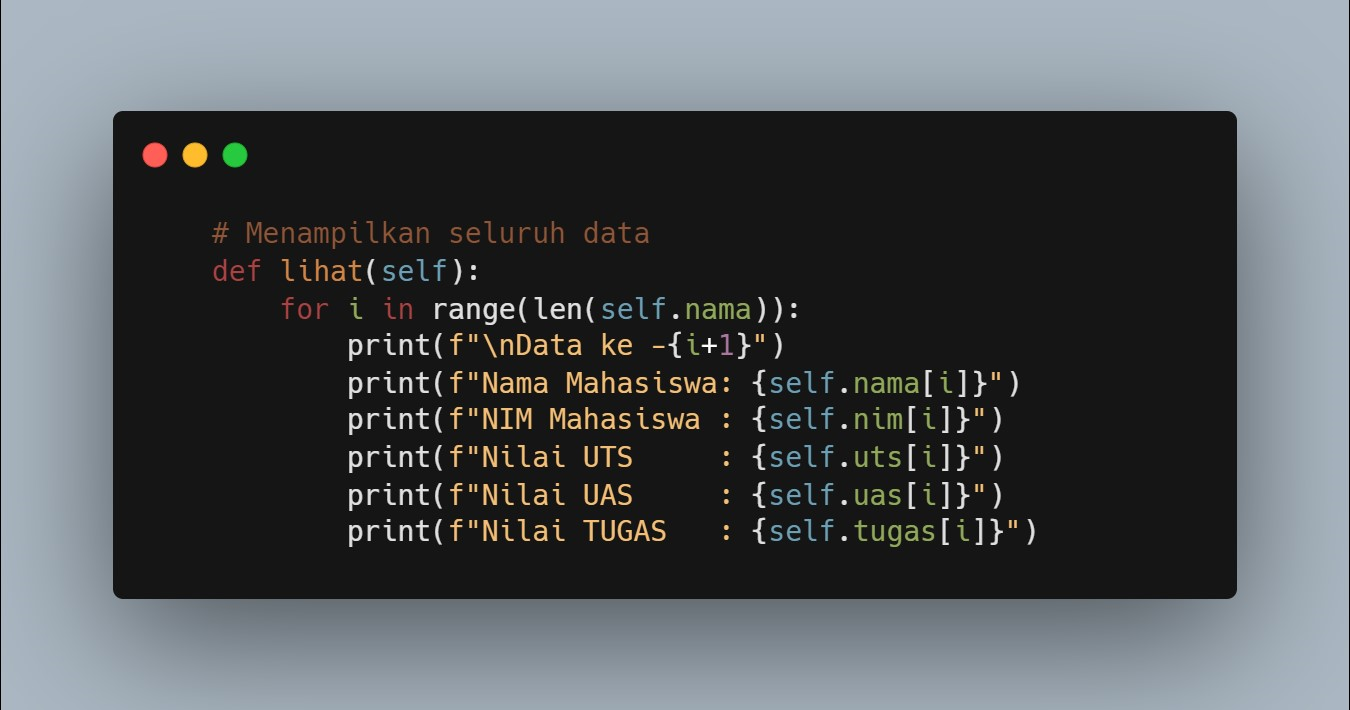 # Menampilkan seluruh data
def lihat(self):
    for i in range(len(self.nama)):
        print(f"\nData ke -{i+1}")
        print(f"Nama Mahasiswa: {self.nama[i]}")
        print(f"NIM Mahasiswa : {self.nim[i]}")
        print(f"Nilai UTS     : {self.uts[i]}")
        print(f"Nilai UAS     : {self.uas[i]}")
        print(f"Nilai TUGAS   : {self.tugas[i]}")